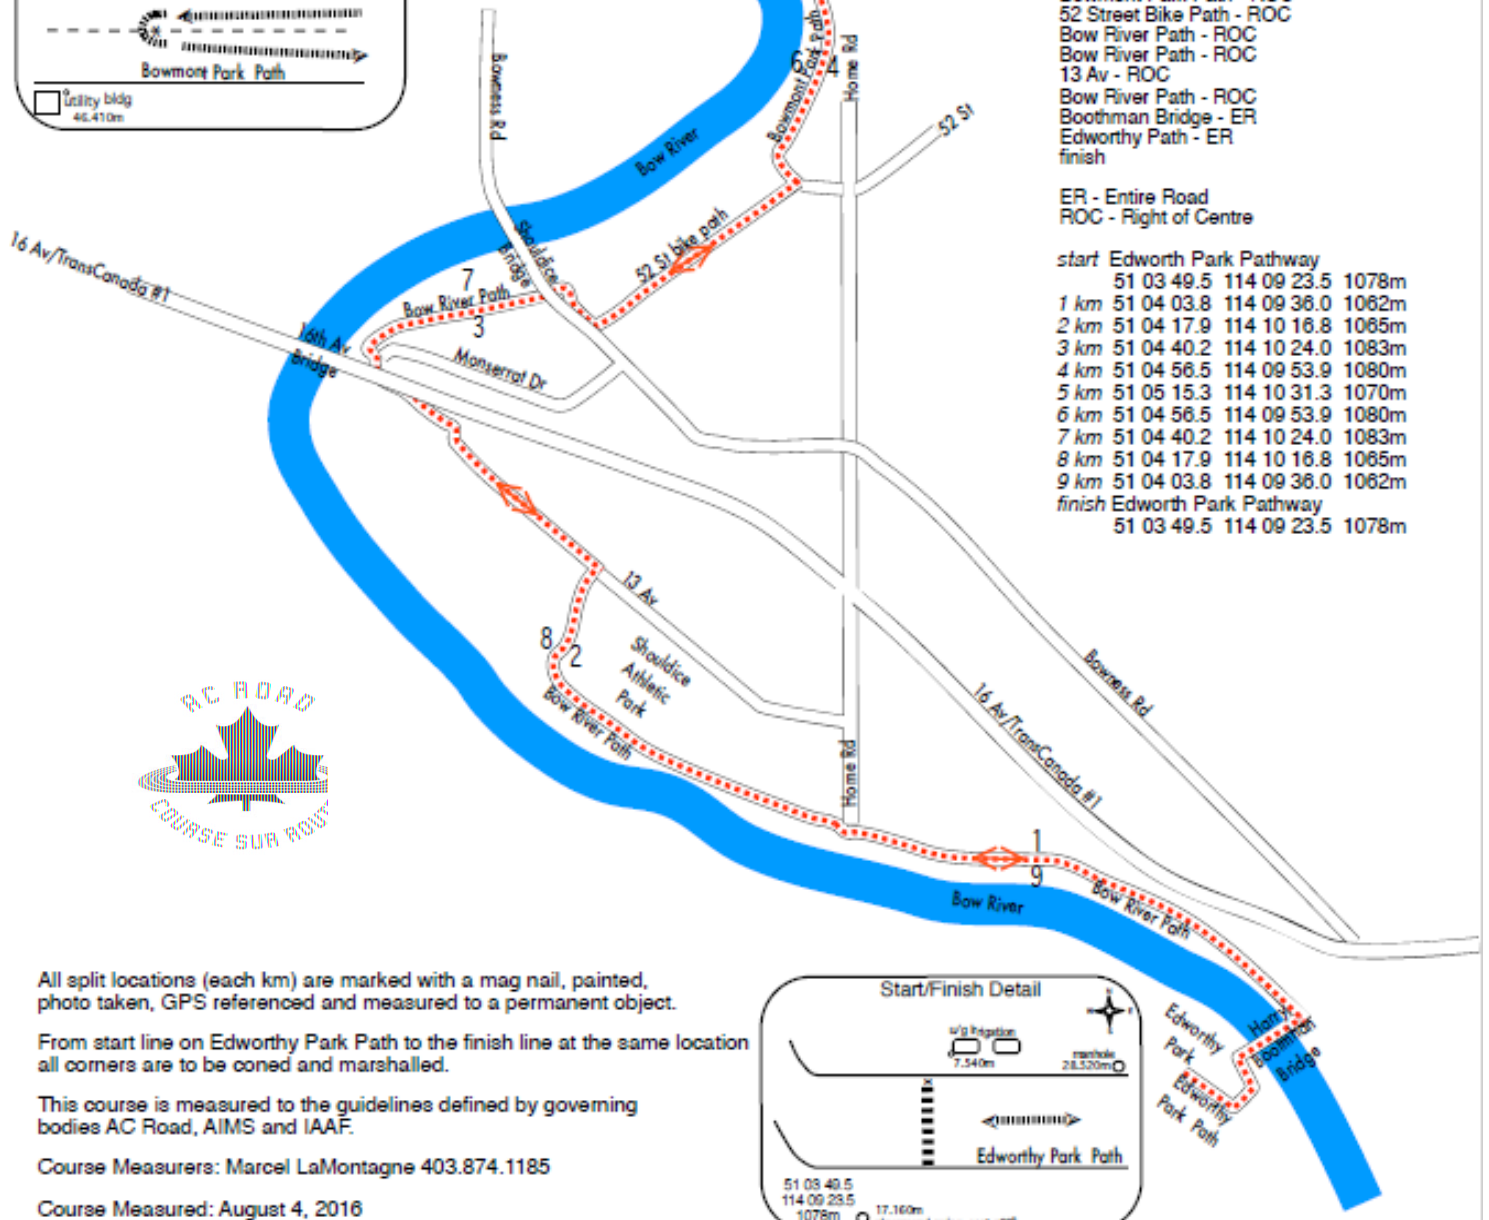 Bowmont Park Path
utility bldg
46.410m
Bowness Rd
Bow River
Bowmont Park Path
6
4
Home Rd
52 St
52 Street Bike Path - ROC
Bow River Path - ROC
Bow River Path - ROC
13 Av - ROC
Bow River Path - ROC
Boothman Bridge - ER
Edworthy Path - ER
finish
ER - Entire Road
ROC - Right of Centre
start Edworth Park Pathway
51 03 49.5 114 09 23.5 1078m
1 km 51 04 03.8 114 09 36.0 1062m
2 km 51 04 17.9 114 10 16.8 1065m
3 km 51 04 40.2 114 10 24.0 1083m
4 km 51 04 56.5 114 09 53.9 1080m
5 km 51 05 15.3 114 10 31.3 1070m
6 km 51 04 56.5 114 09 53.9 1080m
7 km 51 04 40.2 114 10 24.0 1083m
8 km 51 04 17.9 114 10 16.8 1065m
9 km 51 04 03.8 114 09 36.0 1062m
finish Edworth Park Pathway
51 03 49.5 114 09 23.5 1078m
16 Av/TransCanada #1
Shouldice
Bridge
52 St bike path
7
Bow River Path
3
16th Av
Bridge
Monserrat Dr
13 Av
8
2
Shouldice
Athletic
Park
Bow River Path
Home Rd
Bowness Rd
16 Av/TransCanada #1
AC ROAD
COURSE SUR ROUT
1
9
Bow River
Bow River Path
Harry
Boothman
Bridge
Edworthy
Park
Edworthy
Park Path
All split locations (each km) are marked with a mag nail, painted,
photo taken, GPS referenced and measured to a permanent object.
From start line on Edworthy Park Path to the finish line at the same location
all corners are to be coned and marshalled.
This course is measured to the guidelines defined by governing
bodies AC Road, AIMS and IAAF.
Course Measurers: Marcel LaMontagne 403.874.1185
Course Measured: August 4, 2016
Start/Finish Detail
u/g irrigation
7.540m
manhole
28.520m
Edworthy Park Path
51 03 49.5
114 09 23.5
1078m
17.160m